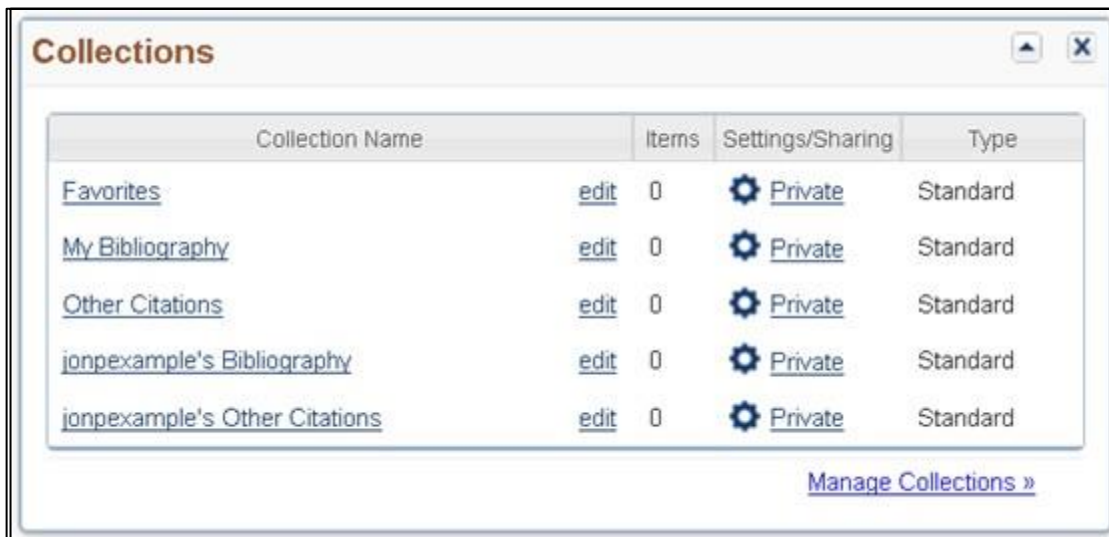 Collections
Collection Name Items Settings/Sharing Type
Favorites edit 0 Private Standard
My Bibliography edit 0 Private Standard
Other Citations edit 0 Private Standard
jonpexample's Bibliography edit 0 Private Standard
jonpexample's Other Citations edit 0 Private Standard
Manage Collections »